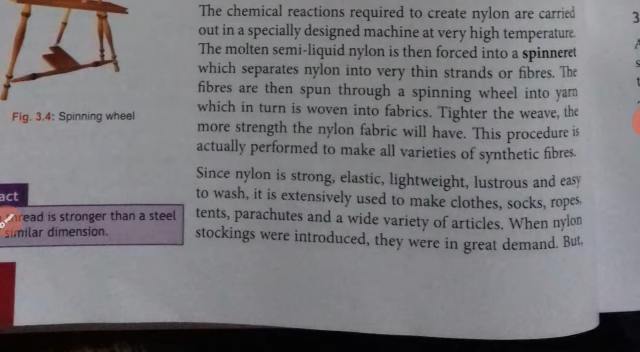 The chemical reactions required to create nylon are carried
out in a specially designed machine at very high temperature.
The molten semi-liquid nylon is then forced into a spinneret
which separates nylon into very thin strands or fibres. The
fibres are then spun through a spinning wheel into yarn
which in turn is woven into fabrics. Tighter the weave, the
more strength the nylon fabric will have. This procedure is
actually performed to make all varieties of synthetic fibres.
Since nylon is strong, elastic, lightweight, lustrous and easy
to wash, it is extensively used to make clothes, socks, ropes,
tents, parachutes and a wide variety of articles. When nylon
stockings were introduced, they were in great demand. But,
Fig. 3.4: Spinning wheel
act
thread is stronger than a steel
similar dimension.
3